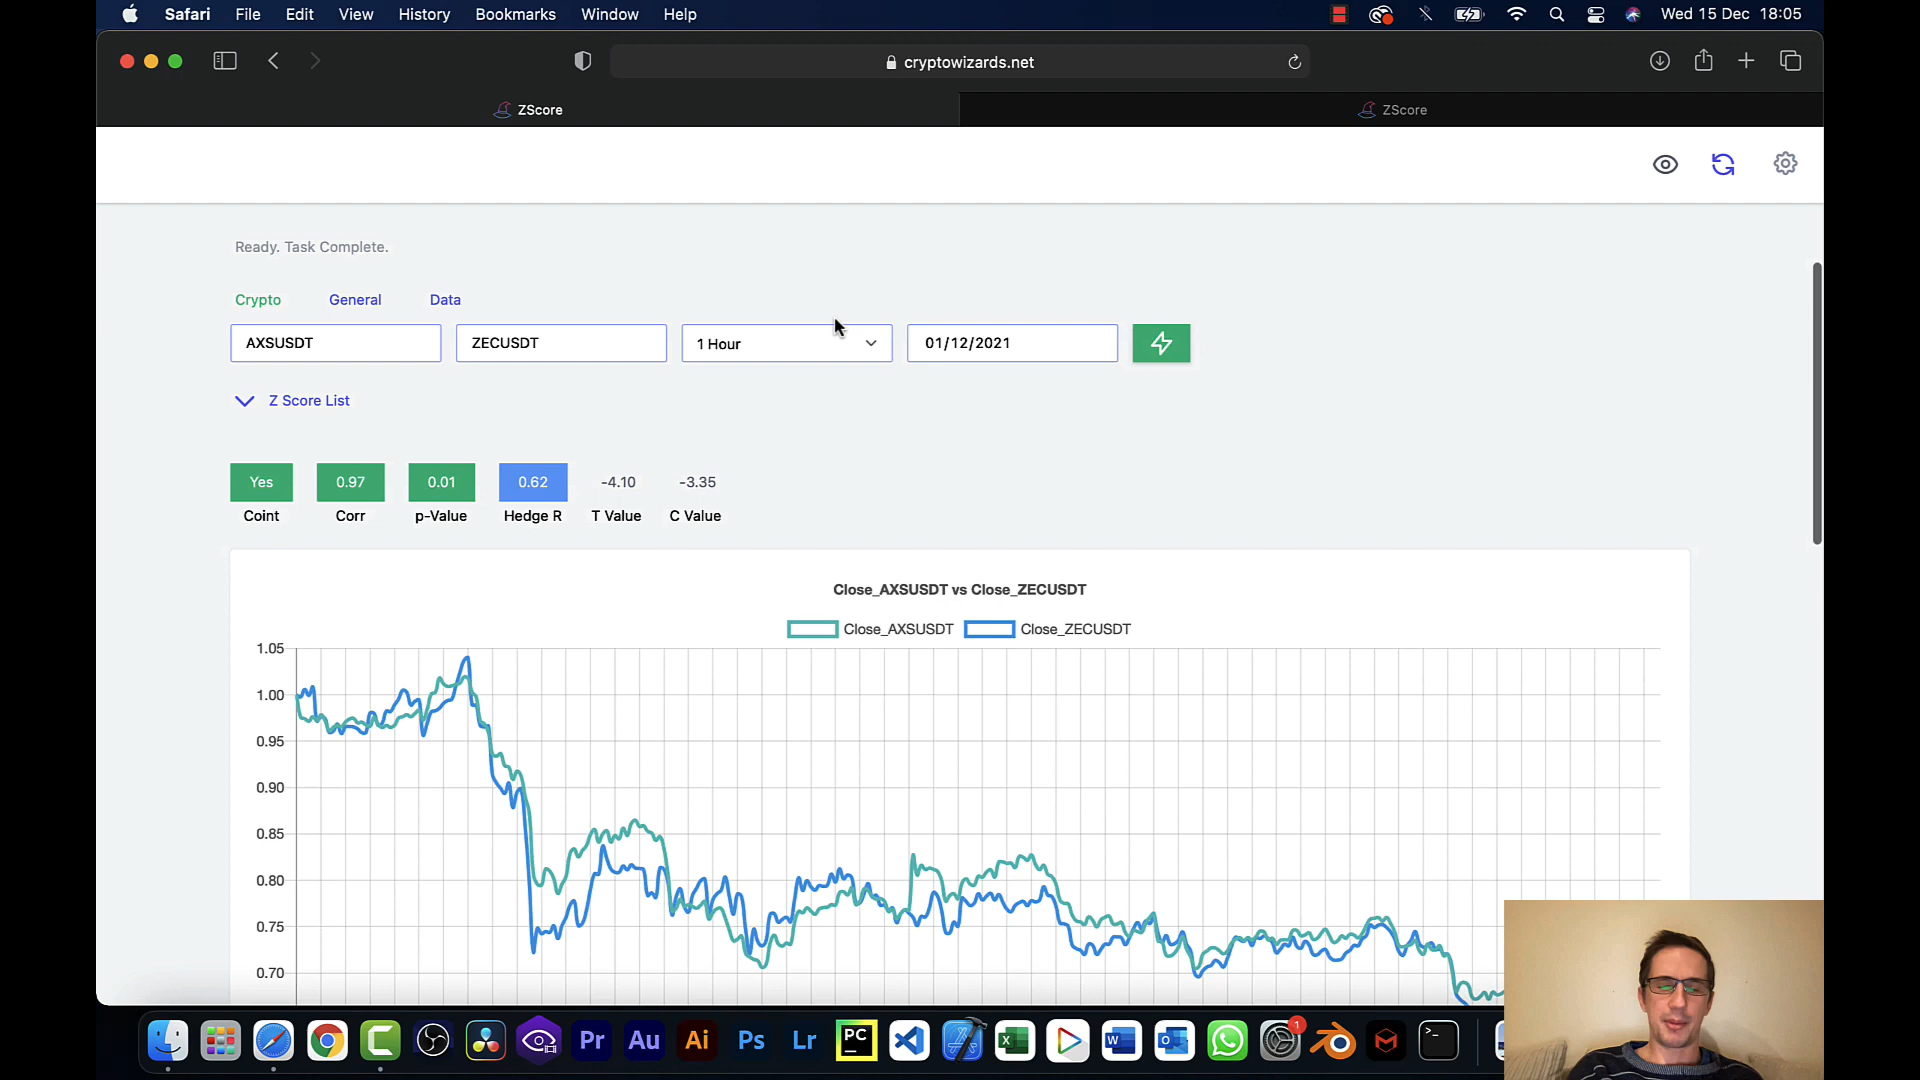 Safari File Edit View History Bookmarks Window Help Wed 15 Dec 18:05
cryptowizards.net
ZScore ZScore
Ready. Task Complete.
Crypto General Data
AXSUSDT ZECUSDT 1 Hour 01/12/2021
Z Score List
Yes 0.97 0.01 0.62 -4.10 -3.35
Coint Corr p-Value Hedge R T Value C Value
Close_AXSUSDT vs Close_ZECUSDT
Close_AXSUSDT Close_ZECUSDT
1.05
1.00
0.95
0.90
0.85
0.80
0.75
0.70
Pr Au Ai Ps Lr PC X W O 1 >_